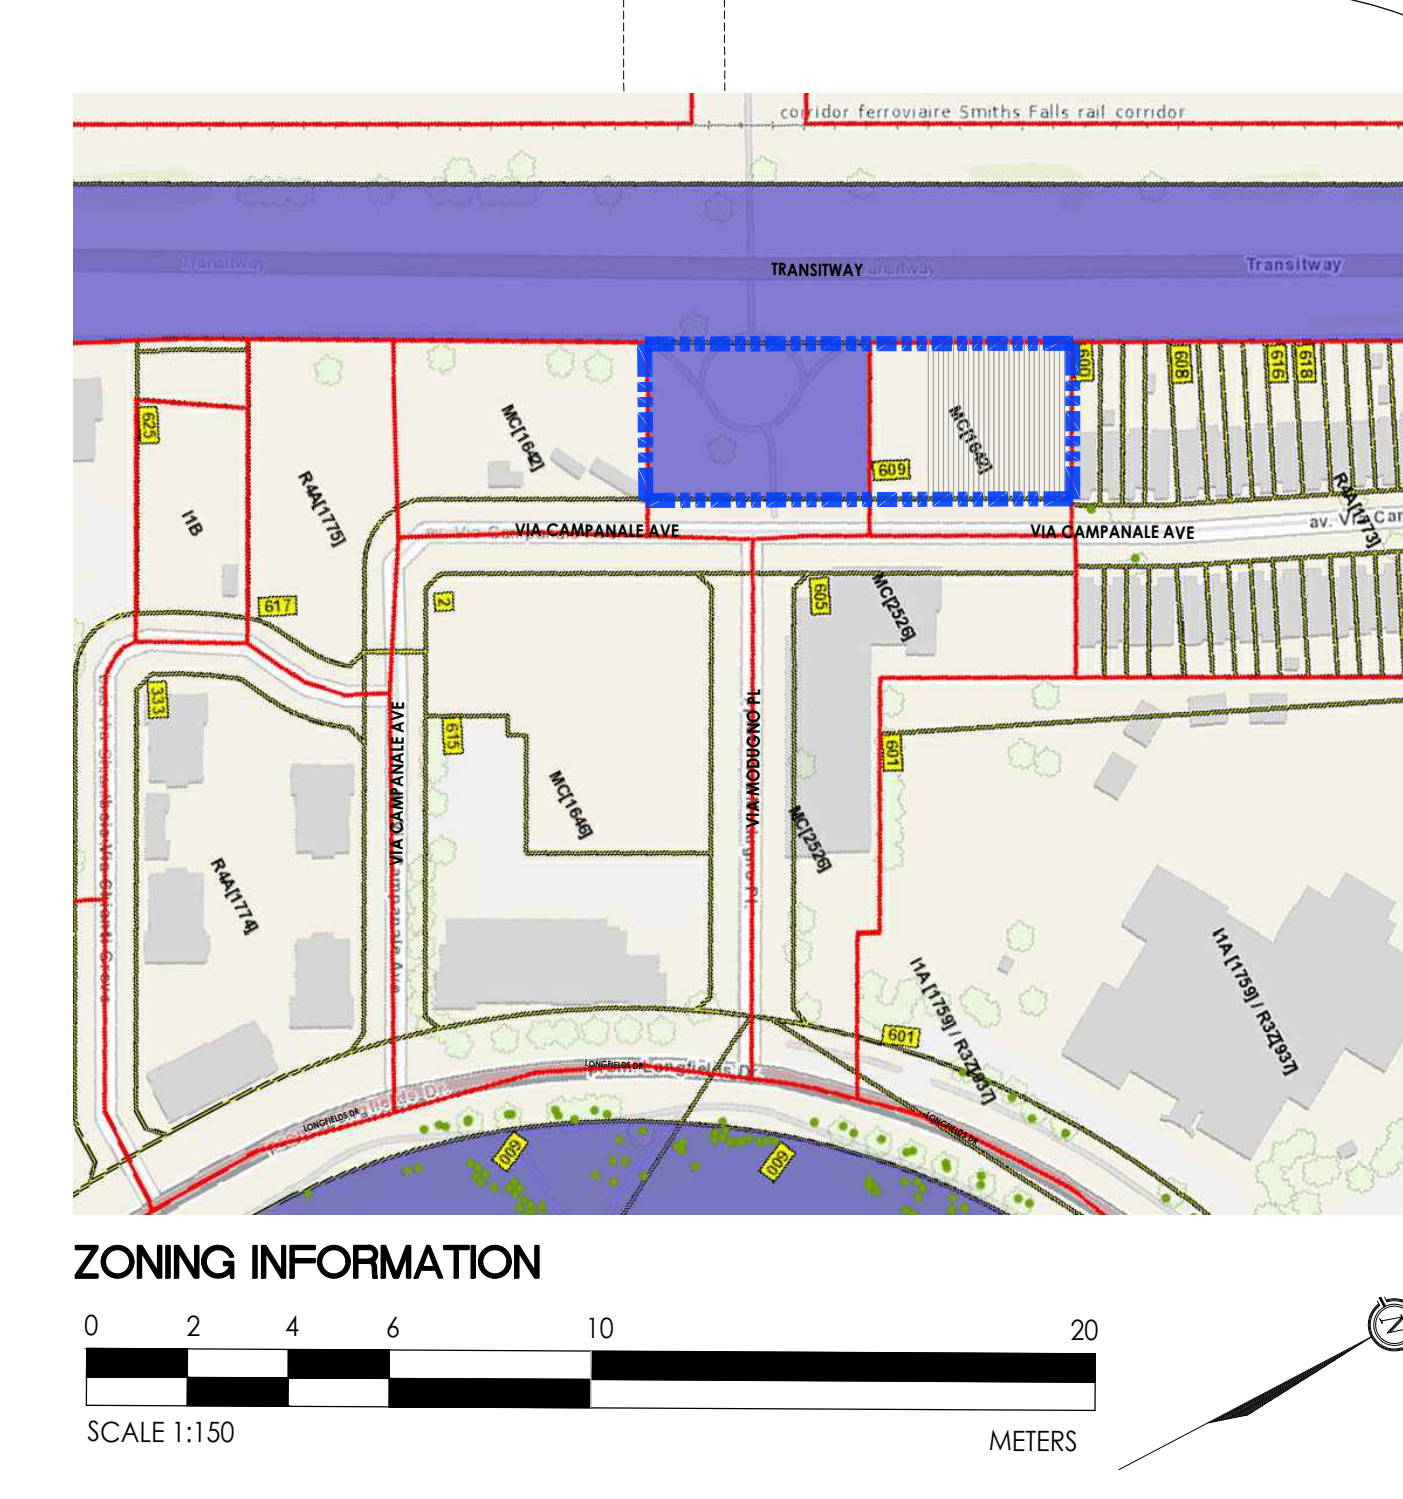 corridor ferroviaire Smiths Falls rail corridor
Transitway
TRANSITWAY
Transitway
600
608
616
618
625
MC[1642]
MC[1642]
609
R4A[1775]
I1B
R4A[1773]
VIA CAMPANALE AVE
VIA CAMPANALE AVE
av. Via Car
617
2
605
MC[2526]
333
615
VIA CAMPANALE AVE
VIA MODUGNO PL
601
MC[1646]
MC[2526]
R4A[1774]
I1A [1759] / R3Z[937]
I1A [1759] / R3Z[937]
601
LONGFIELDS DR
LONGFIELDS DR
LONGFIELDS DR
600
600
ZONING INFORMATION
0 2 4 6 10 20
SCALE 1:150
METERS
N